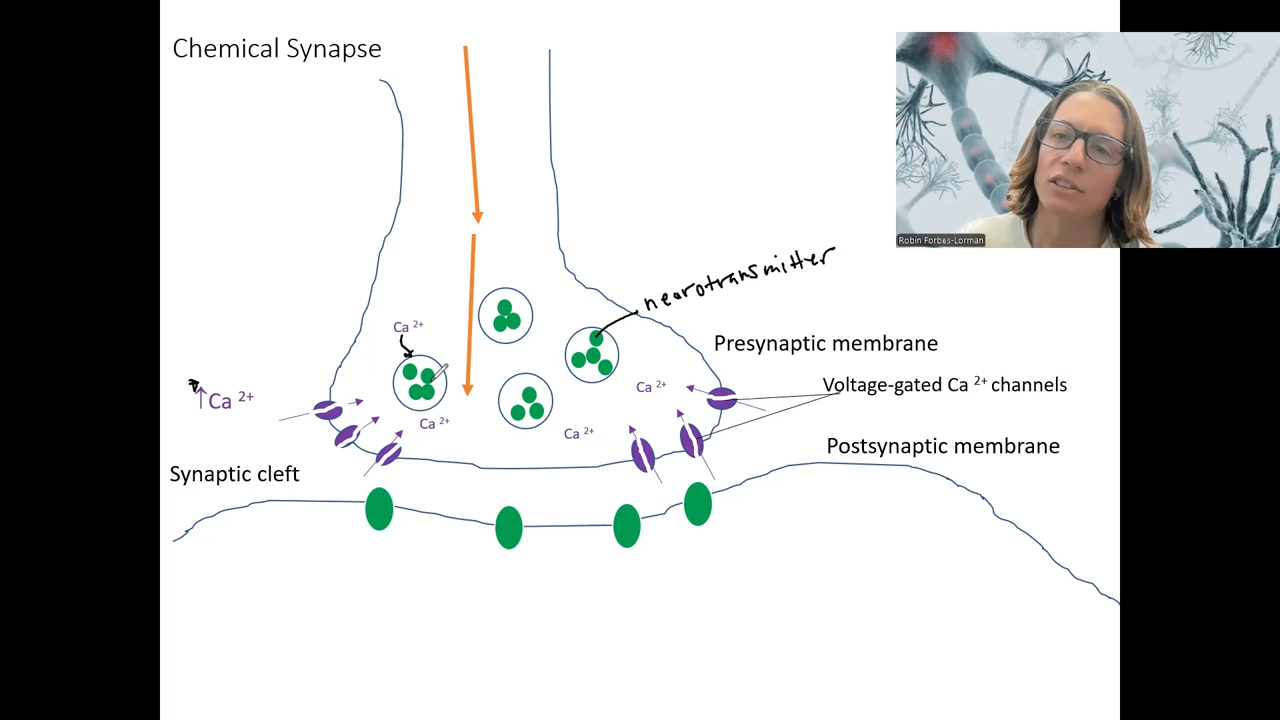 Chemical Synapse
Robin Forbes-Lorman
neurotransmitter
Ca 2+
Presynaptic membrane
Ca 2+
Voltage-gated Ca 2+ channels
↑Ca 2+
Ca 2+
Ca 2+
Postsynaptic membrane
Synaptic cleft